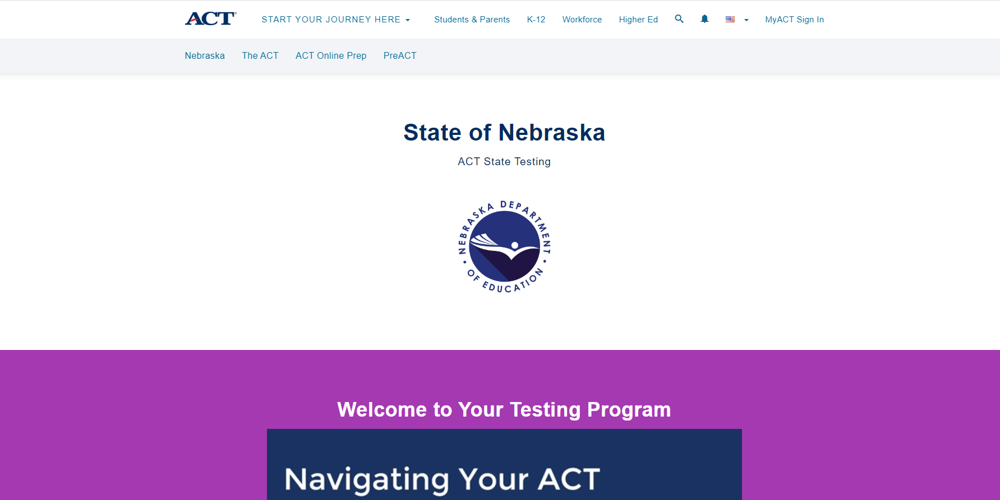 ACT®
START YOUR JOURNEY HERE
Students & Parents
K-12
Workforce
Higher Ed
MyACT Sign In
Nebraska
The ACT
ACT Online Prep
PreACT
State of Nebraska
ACT State Testing
NEBRASKA DEPARTMENT
• OF EDUCATION •
Welcome to Your Testing Program
Navigating Your ACT